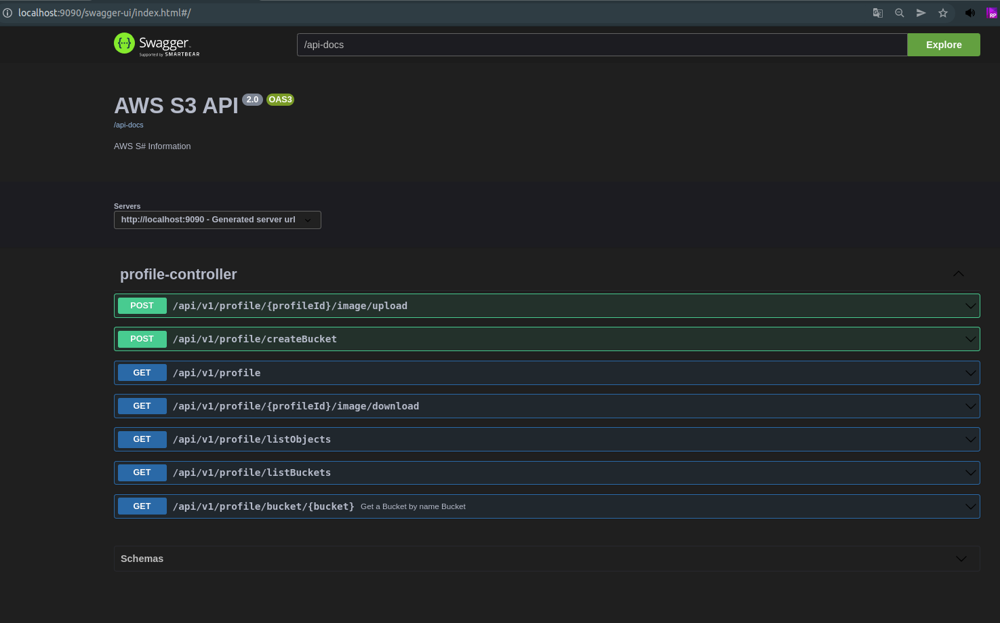 localhost:9090/swagger-ui/index.html#/
RP
{...} Swagger
Supported by SMARTBEAR
/api-docs
Explore
AWS S3 API 2.0 OAS3
/api-docs
AWS S# Information
Servers
http://localhost:9090 - Generated server url
profile-controller
POST /api/v1/profile/{profileId}/image/upload
POST /api/v1/profile/createBucket
GET /api/v1/profile
GET /api/v1/profile/{profileId}/image/download
GET /api/v1/profile/listObjects
GET /api/v1/profile/listBuckets
GET /api/v1/profile/bucket/{bucket} Get a Bucket by name Bucket
Schemas